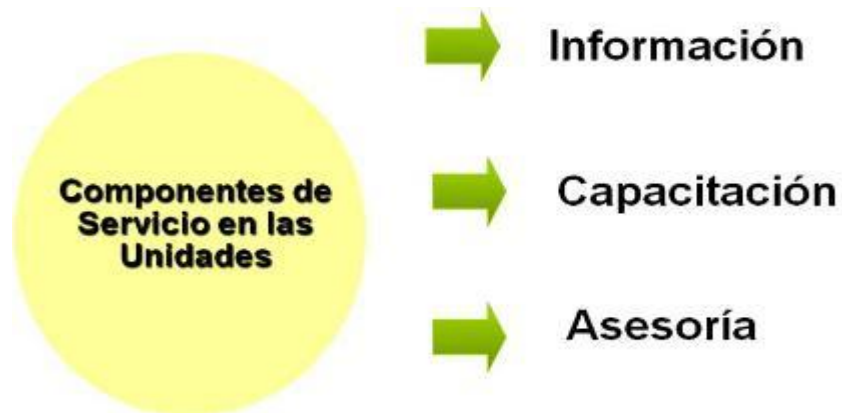 Componentes de
Servicio en las
Unidades
Información
Capacitación
Asesoría